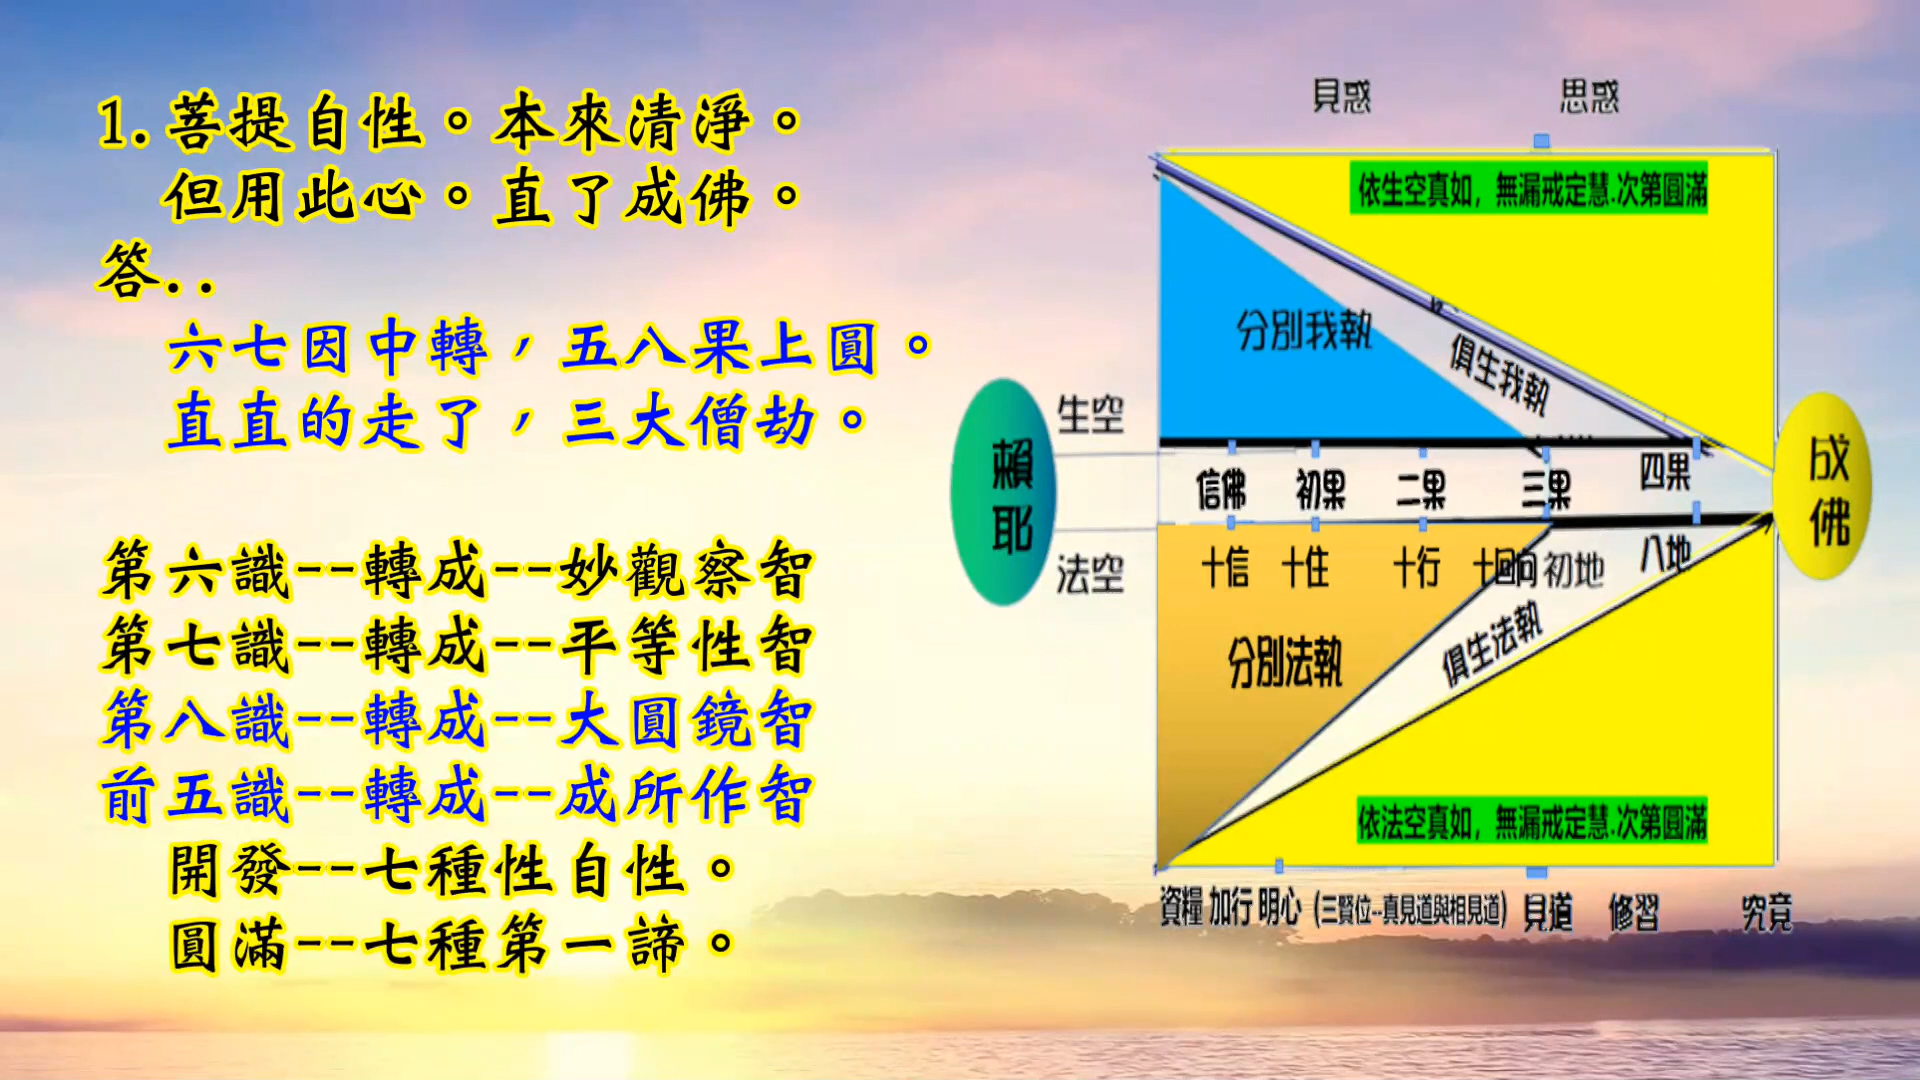 1.菩提自性。本來清淨。
但用此心。直了成佛。
答..
六七因中轉，五八果上圓。
直直的走了，三大僧劫。
第六識--轉成--妙觀察智
第七識--轉成--平等性智
第八識--轉成--大圓鏡智
前五識--轉成--成所作智
開發--七種性自性。
圓滿--七種第一諦。
見惑 思惑
依生空真如，無漏戒定慧.次第圓滿
分別我執
俱生我執
生空
賴耶
成佛
信佛 初果 二果 三果 四果
法空
十信 十住 十行 十回向 初地 八地
分別法執
俱生法執
依法空真如，無漏戒定慧.次第圓滿
資糧 加行 明心（三賢位--真見道與相見道）見道 修習 究竟